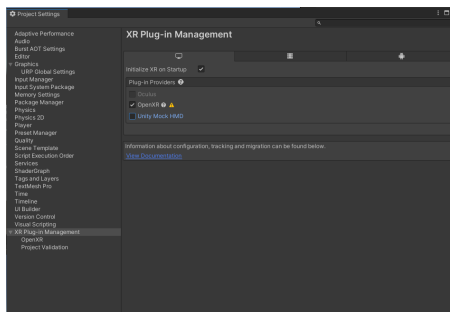 Project Settings
Adaptive Performance
Audio
Burst AOT Settings
Editor
Graphics
URP Global Settings
Input Manager
Input System Package
Memory Settings
Package Manager
Physics
Physics 2D
Player
Preset Manager
Quality
Scene Template
Script Execution Order
Services
ShaderGraph
Tags and Layers
TextMesh Pro
Time
Timeline
UI Builder
Version Control
Visual Scripting
XR Plug-in Management
OpenXR
Project Validation
XR Plug-in Management
Initialize XR on Startup
Plug-in Providers
Oculus
OpenXR
Unity Mock HMD
Information about configuration, tracking and migration can be found below.
View Documentation